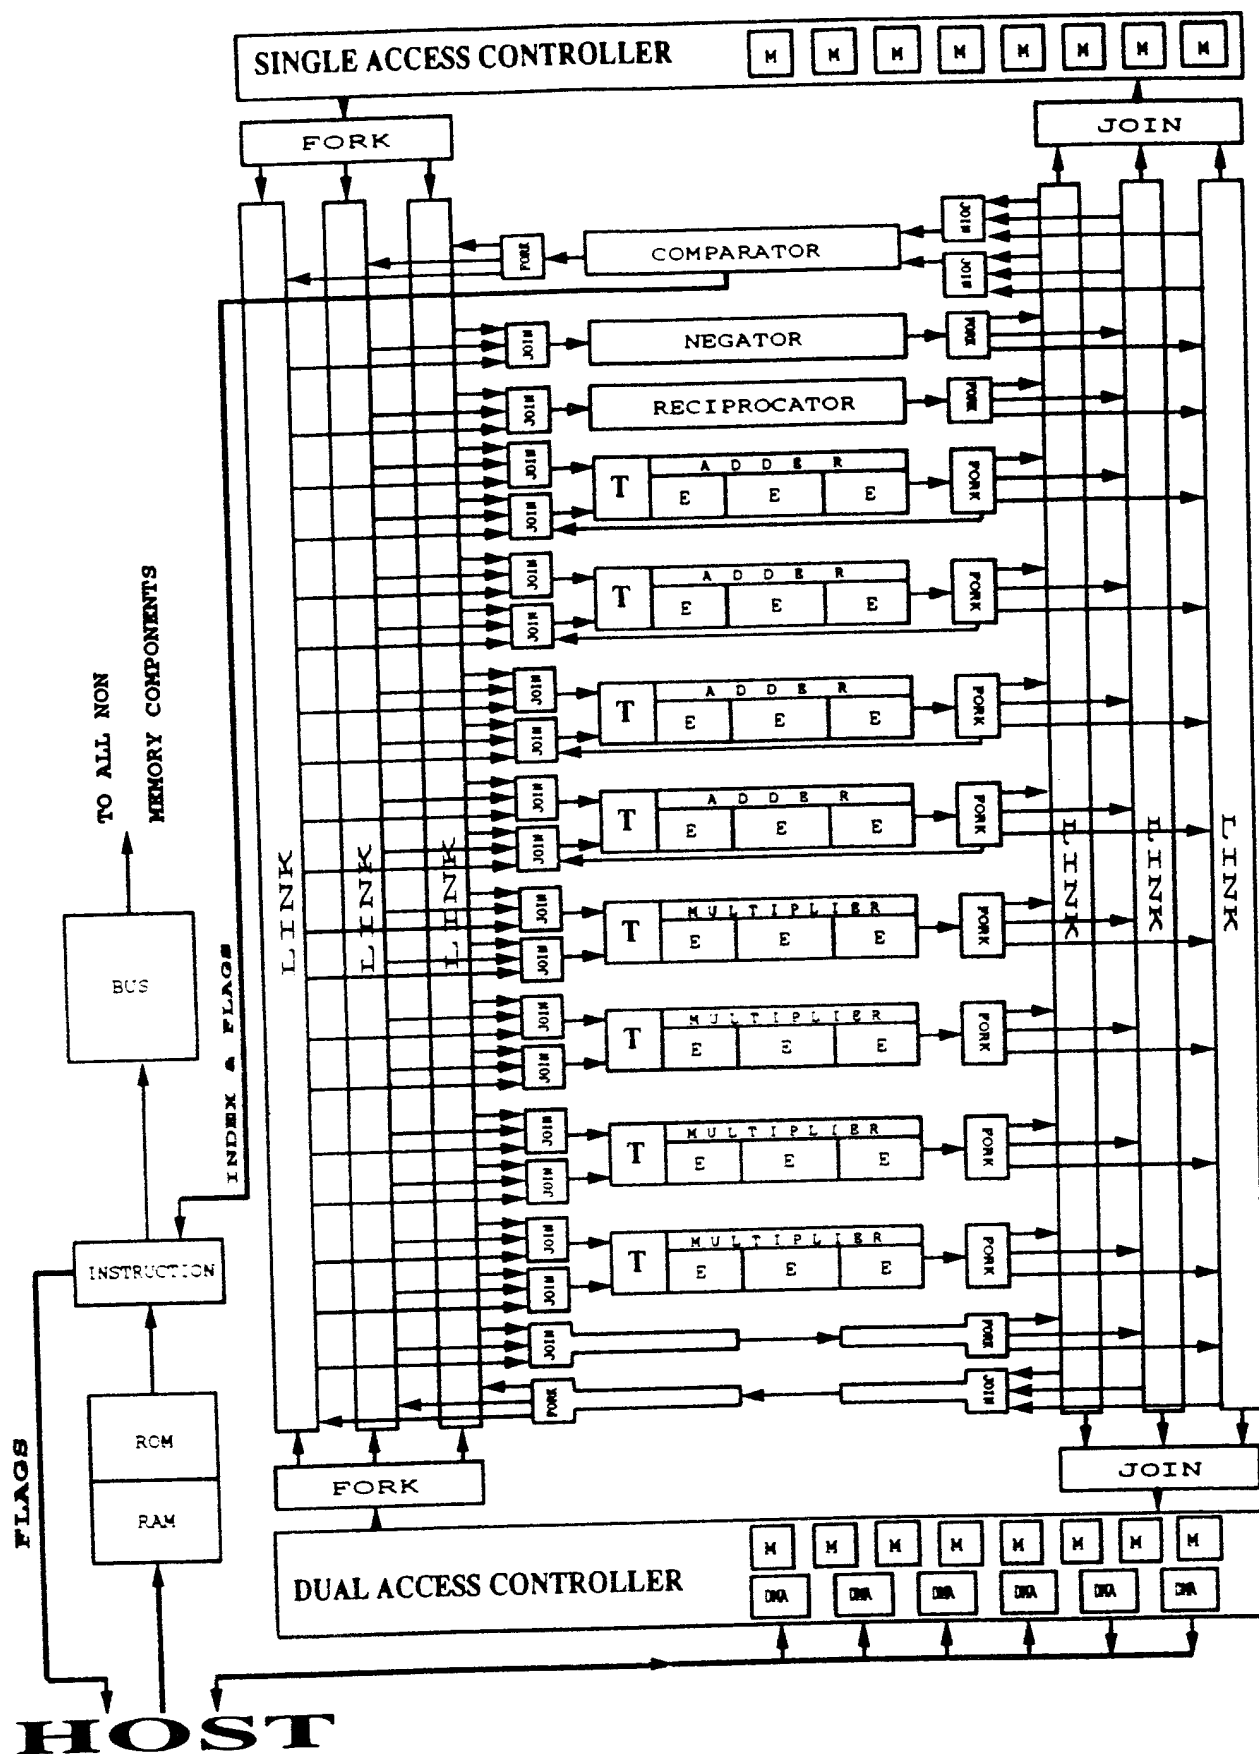 SINGLE ACCESS CONTROLLER M M M M M M M M
FORK
JOIN
JOIN
FORK
COMPARATOR
JOIN
JOIN
NEGATOR
FORK
JOIN
RECIPROCATOR
FORK
JOIN
T
ADDER
E E E
FORK
JOIN
JOIN
T
ADDER
E E E
FORK
JOIN
JOIN
T
ADDER
E E E
FORK
JOIN
JOIN
T
ADDER
E E E
FORK
JOIN
LINK
LINK
LINK
LINK
LINK
LINK
JOIN
T
MULTIPLIER
E E E
FORK
JOIN
JOIN
T
MULTIPLIER
E E E
FORK
JOIN
JOIN
T
MULTIPLIER
E E E
FORK
JOIN
JOIN
T
MULTIPLIER
E E E
FORK
JOIN
JOIN
FORK
FORK
JOIN
FORK
JOIN
DUAL ACCESS CONTROLLER
M M M M M M M M
DMA DMA DMA DMA DMA DMA
TO ALL NON
MEMORY COMPONENTS
BUS
INDEX & FLAGS
INSTRUCTION
ROM
RAM
FLAGS
HOST